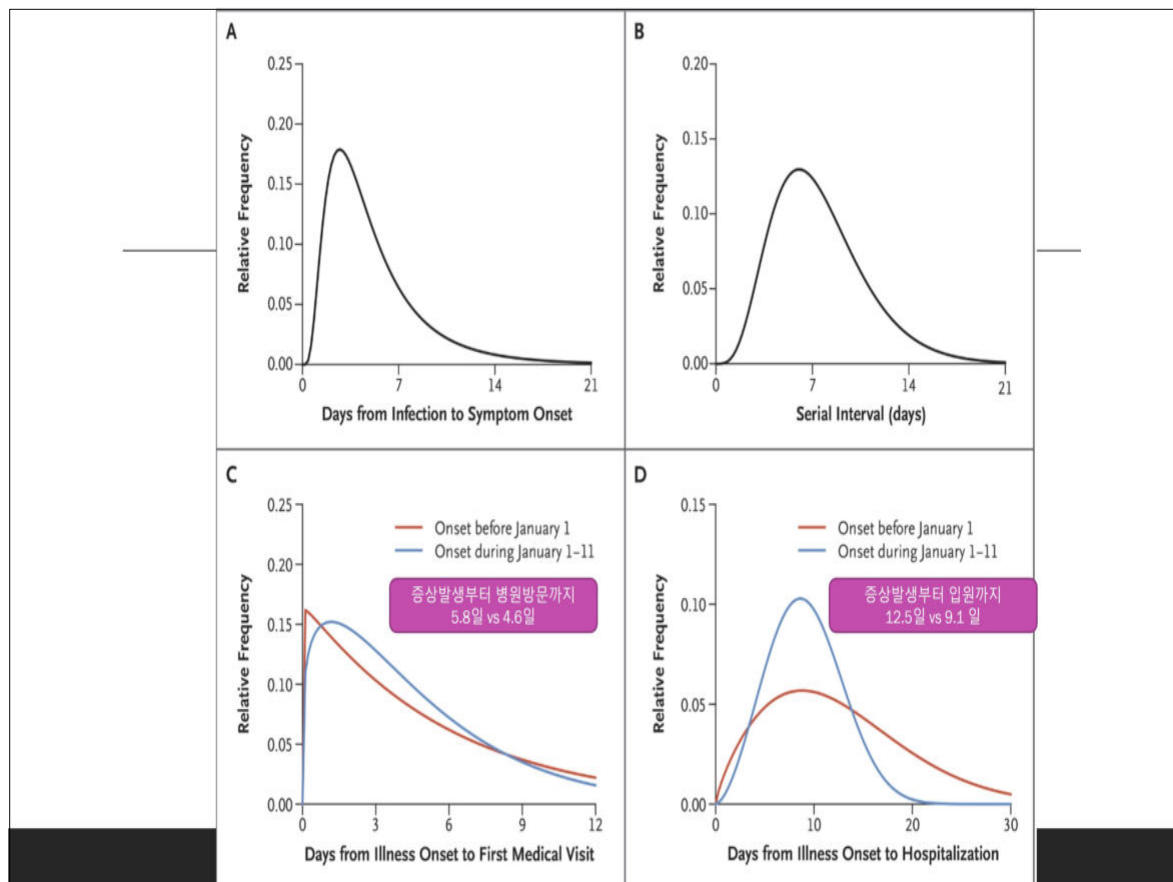 A
0.25
0.20
0.15
0.10
0.05
0.00
Relative Frequency
0
7
14
21
Days from Infection to Symptom Onset
B
0.20
0.15
0.10
0.05
0.00
Relative Frequency
0
7
14
21
Serial Interval (days)
C
0.25
0.20
0.15
0.10
0.05
0.00
Relative Frequency
Onset before January 1
Onset during January 1–11
증상발생부터 병원방문까지
5.8일 vs 4.6일
0
3
6
9
12
Days from Illness Onset to First Medical Visit
D
0.15
0.10
0.05
0.00
Relative Frequency
Onset before January 1
Onset during January 1–11
증상발생부터 입원까지
12.5일 vs 9.1 일
0
10
20
30
Days from Illness Onset to Hospitalization